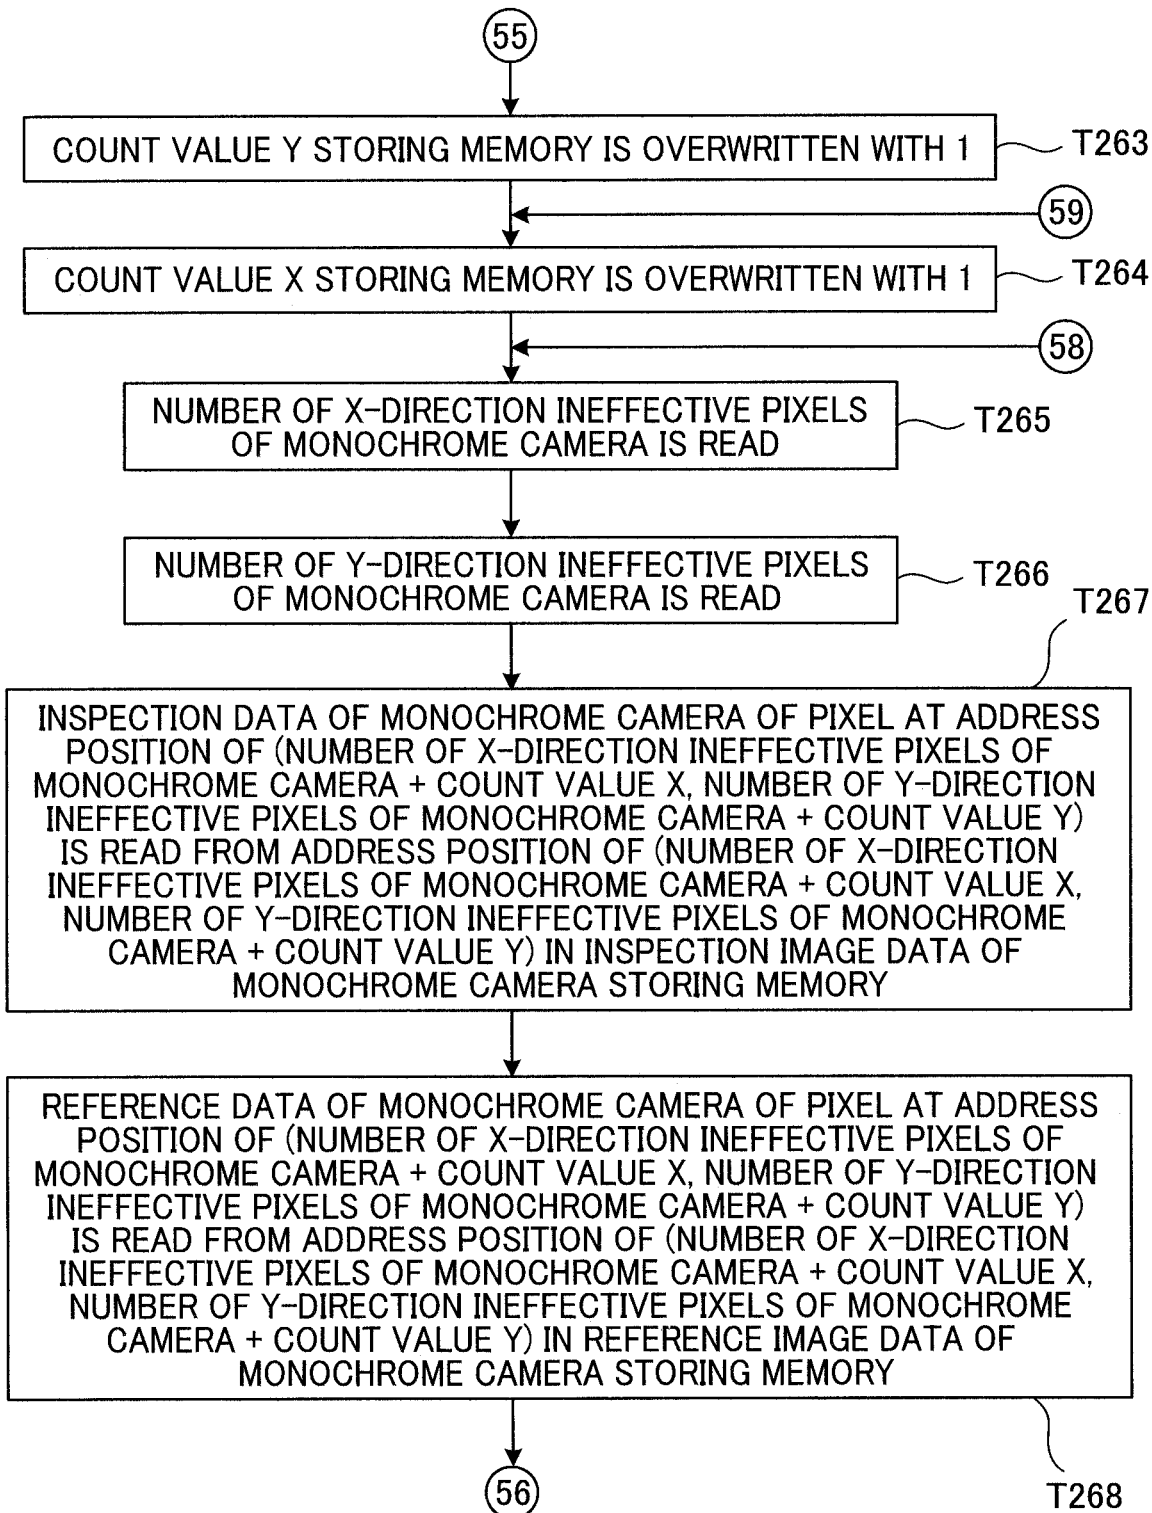 55
COUNT VALUE Y STORING MEMORY IS OVERWRITTEN WITH 1
T263
59
COUNT VALUE X STORING MEMORY IS OVERWRITTEN WITH 1
T264
58
NUMBER OF X-DIRECTION INEFFECTIVE PIXELS
OF MONOCHROME CAMERA IS READ
T265
NUMBER OF Y-DIRECTION INEFFECTIVE PIXELS
OF MONOCHROME CAMERA IS READ
T266
T267
INSPECTION DATA OF MONOCHROME CAMERA OF PIXEL AT ADDRESS
POSITION OF (NUMBER OF X-DIRECTION INEFFECTIVE PIXELS OF
MONOCHROME CAMERA + COUNT VALUE X, NUMBER OF Y-DIRECTION
INEFFECTIVE PIXELS OF MONOCHROME CAMERA + COUNT VALUE Y)
IS READ FROM ADDRESS POSITION OF (NUMBER OF X-DIRECTION
INEFFECTIVE PIXELS OF MONOCHROME CAMERA + COUNT VALUE X,
NUMBER OF Y-DIRECTION INEFFECTIVE PIXELS OF MONOCHROME
CAMERA + COUNT VALUE Y) IN INSPECTION IMAGE DATA OF
MONOCHROME CAMERA STORING MEMORY
REFERENCE DATA OF MONOCHROME CAMERA OF PIXEL AT ADDRESS
POSITION OF (NUMBER OF X-DIRECTION INEFFECTIVE PIXELS OF
MONOCHROME CAMERA + COUNT VALUE X, NUMBER OF Y-DIRECTION
INEFFECTIVE PIXELS OF MONOCHROME CAMERA + COUNT VALUE Y)
IS READ FROM ADDRESS POSITION OF (NUMBER OF X-DIRECTION
INEFFECTIVE PIXELS OF MONOCHROME CAMERA + COUNT VALUE X,
NUMBER OF Y-DIRECTION INEFFECTIVE PIXELS OF MONOCHROME
CAMERA + COUNT VALUE Y) IN REFERENCE IMAGE DATA OF
MONOCHROME CAMERA STORING MEMORY
56
T268